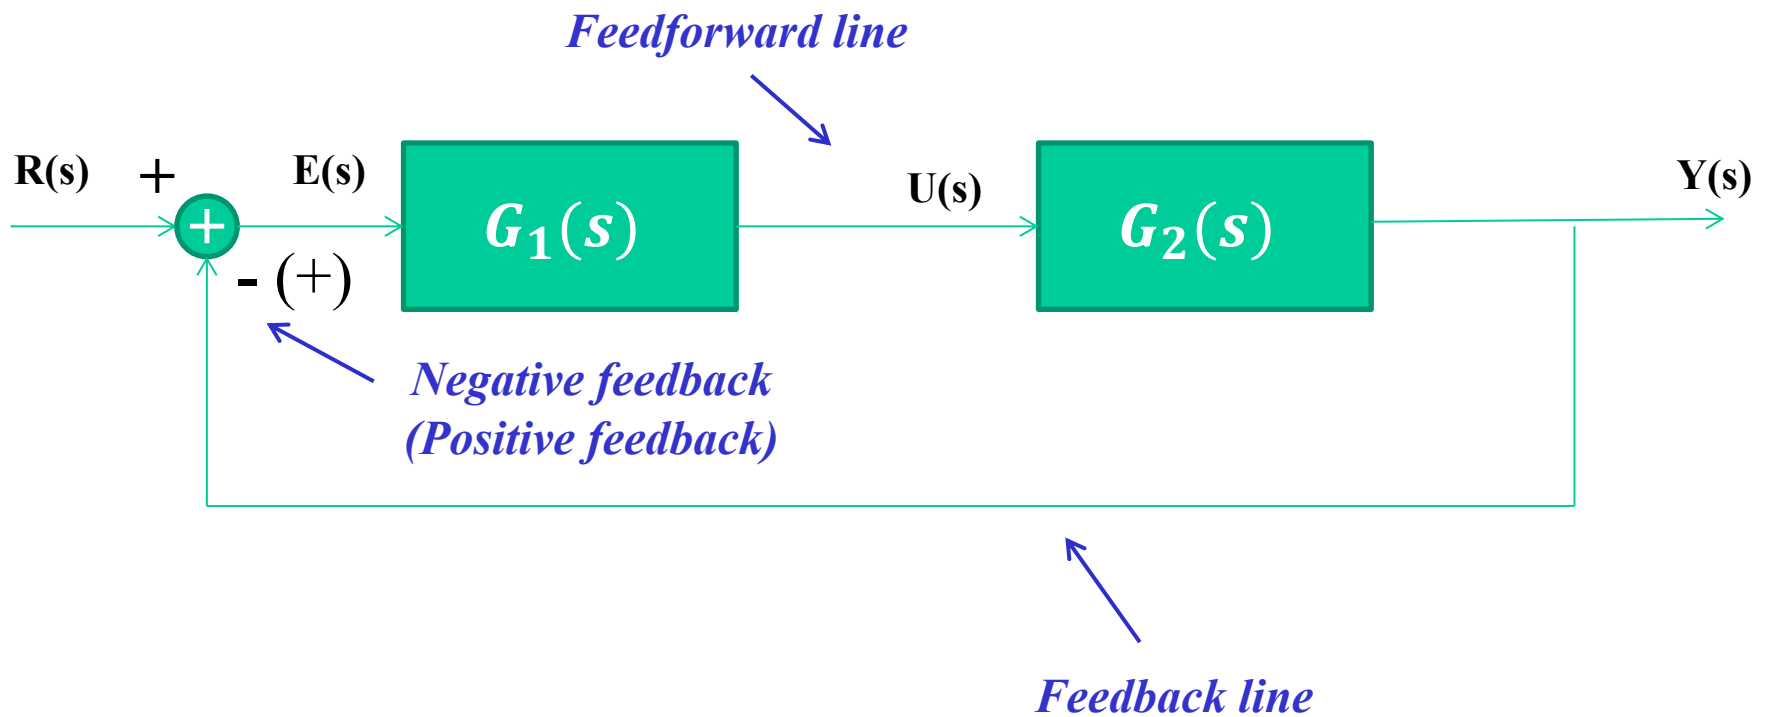 Feedforward line
R(s)
+
E(s)
G₁(s)
U(s)
G₂(s)
Y(s)
+
- (+)
Negative feedback
(Positive feedback)
Feedback line